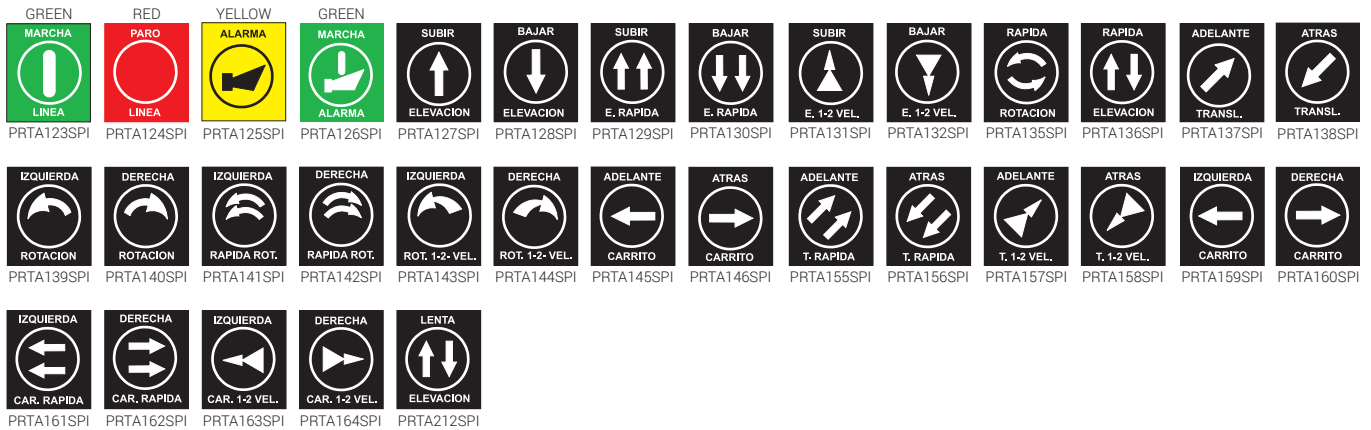 GREEN RED YELLOW GREEN
MARCHA PARO ALARMA MARCHA SUBIR BAJAR SUBIR BAJAR SUBIR BAJAR RAPIDA RAPIDA ADELANTE ATRAS
LINEA LINEA ALARMA ELEVACION ELEVACION E. RAPIDA E. RAPIDA E. 1-2 VEL. E. 1-2 VEL. ROTACION ELEVACION TRANSL. TRANSL.
PRTA123SPI PRTA124SPI PRTA125SPI PRTA126SPI PRTA127SPI PRTA128SPI PRTA129SPI PRTA130SPI PRTA131SPI PRTA132SPI PRTA135SPI PRTA136SPI PRTA137SPI PRTA138SPI
IZQUIERDA DERECHA IZQUIERDA DERECHA IZQUIERDA DERECHA ADELANTE ATRAS ADELANTE ATRAS ADELANTE ATRAS IZQUIERDA DERECHA
ROTACION ROTACION RAPIDA ROT. RAPIDA ROT. ROT. 1-2- VEL. ROT. 1-2- VEL. CARRITO CARRITO T- RAPIDA T. RAPIDA T. 1-2 VEL. T. 1-2 VEL. CARRITO CARRITO
PRTA139SPI PRTA140SPI PRTA141SPI PRTA142SPI PRTA143SPI PRTA144SPI PRTA145SPI PRTA146SPI PRTA155SPI PRTA156SPI PRTA157SPI PRTA158SPI PRTA159SPI PRTA160SPI
IZQUIERDA DERECHA IZQUIERDA DERECHA LENTA
CAR. RAPIDA CAR. RAPIDA CAR. 1-2 VEL. CAR. 1-2 VEL. ELEVACION
PRTA161SPI PRTA162SPI PRTA163SPI PRTA164SPI PRTA212SPI